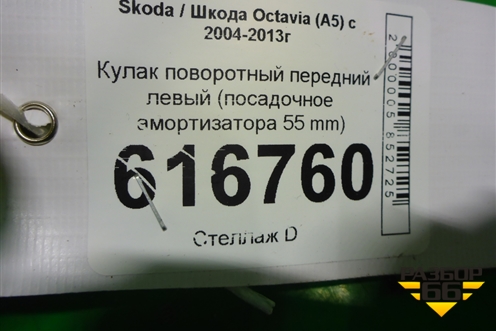 Skoda / Шкода Octavia (A5) с
2004-2013г
Кулак поворотный передний
левый (посадочное
амортизатора 55 mm)
616760
Стеллаж D
2000005852725
РАЗБОР
66